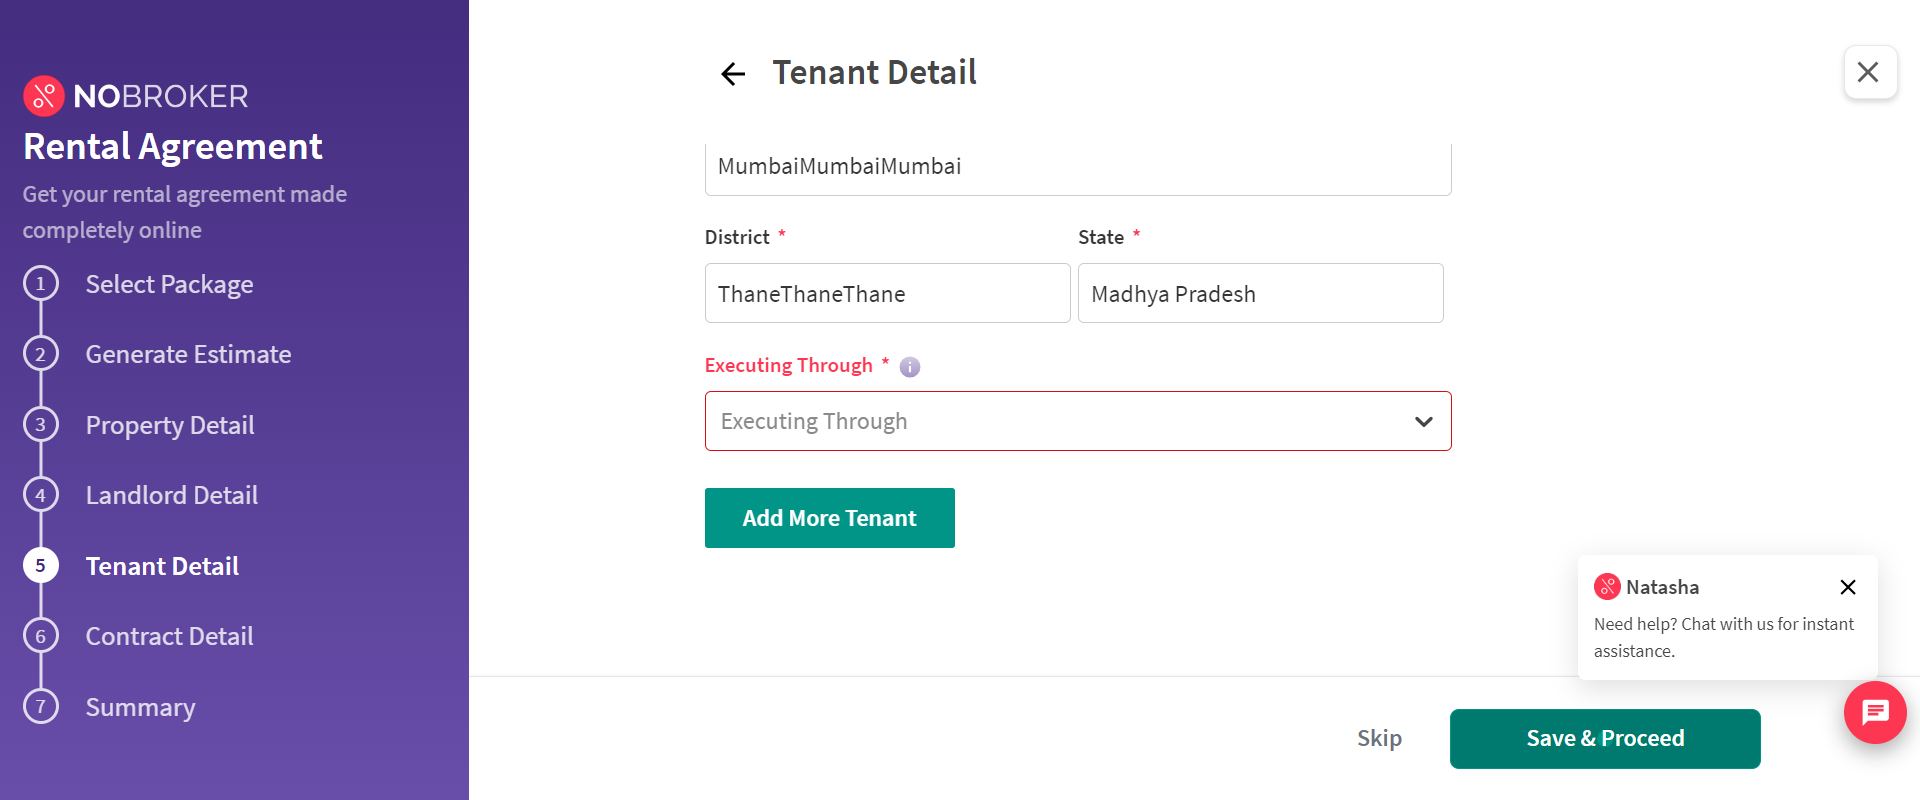 NOBROKER
Rental Agreement
Get your rental agreement made
completely online
1 Select Package
2 Generate Estimate
3 Property Detail
4 Landlord Detail
5 Tenant Detail
6 Contract Detail
7 Summary
Tenant Detail
MumbaiMumbaiMumbai
District * State *
ThaneThaneThane Madhya Pradesh
Executing Through * i
Executing Through
Add More Tenant
Natasha
Need help? Chat with us for instant
assistance.
Skip Save & Proceed